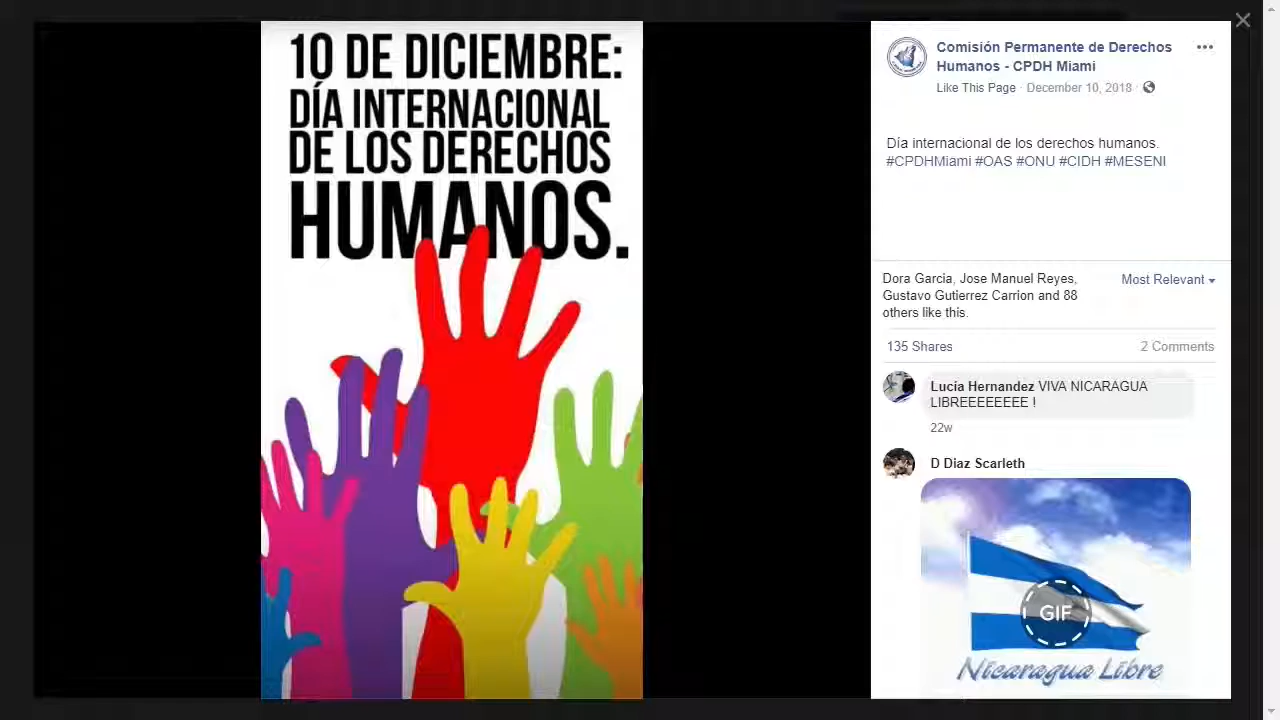 10 DE DICIEMBRE:
DÍA INTERNACIONAL
DE LOS DERECHOS
HUMANOS.
Comisión Permanente de Derechos
Humanos - CPDH Miami
Like This Page · December 10, 2018 ·
Día internacional de los derechos humanos.
#CPDHMiami #OAS #ONU #CIDH #MESENI
Dora Garcia, Jose Manuel Reyes,
Gustavo Gutierrez Carrion and 88
others like this.
Most Relevant
135 Shares
2 Comments
Lucía Hernandez VIVA NICARAGUA
LIBREEEEEEEE !
22w
D Diaz Scarleth
GIF
Nicaragua Libre